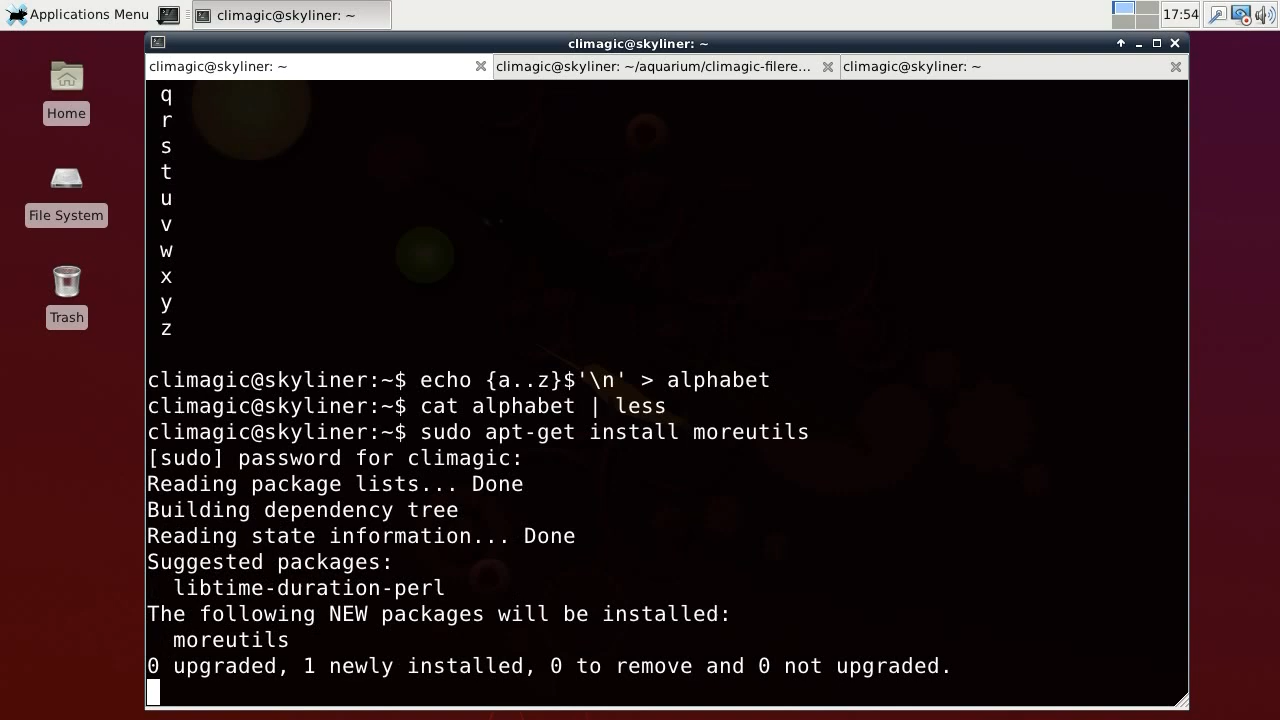 Applications Menu
climagic@skyliner: ~
17:54
climagic@skyliner: ~
climagic@skyliner: ~
climagic@skyliner: ~/aquarium/climagic-filere...
climagic@skyliner: ~
Home
File System
Trash
q
r
s
t
u
v
w
x
y
z
climagic@skyliner:~$ echo {a..z}$'\n' > alphabet
climagic@skyliner:~$ cat alphabet | less
climagic@skyliner:~$ sudo apt-get install moreutils
[sudo] password for climagic:
Reading package lists... Done
Building dependency tree
Reading state information... Done
Suggested packages:
  libtime-duration-perl
The following NEW packages will be installed:
  moreutils
0 upgraded, 1 newly installed, 0 to remove and 0 not upgraded.